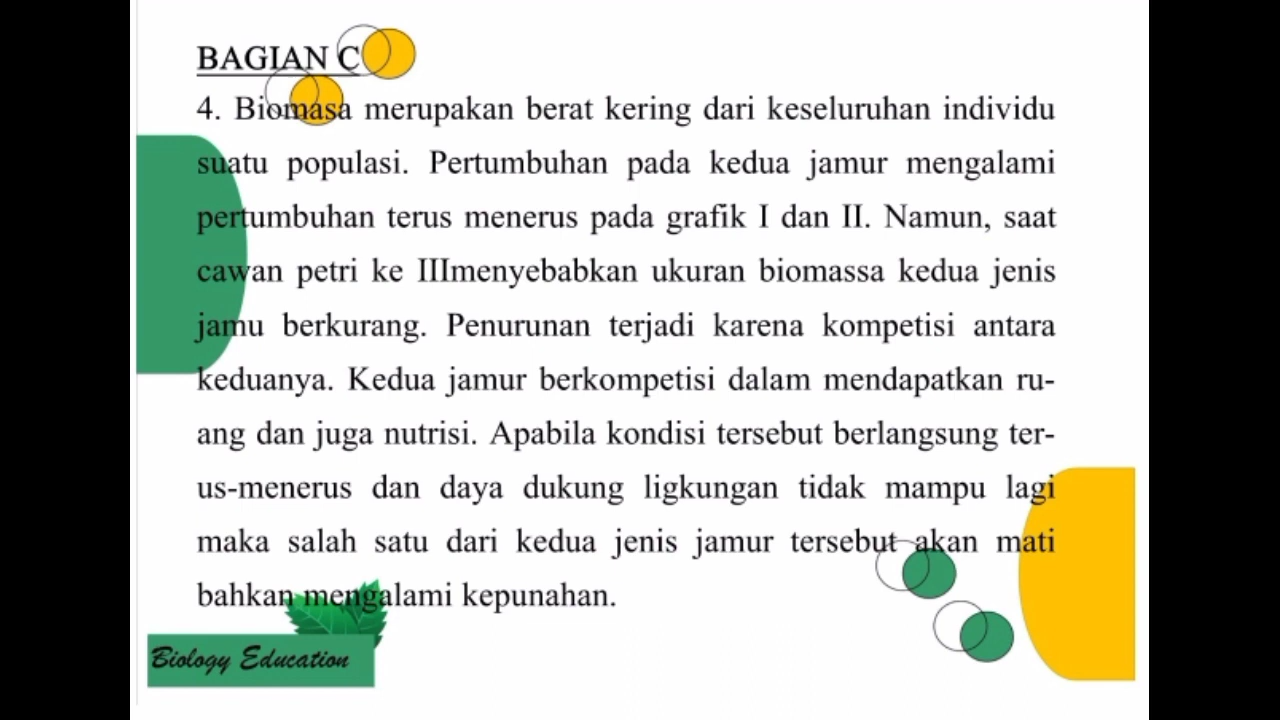 BAGIAN C
4. Biomasa merupakan berat kering dari keseluruhan individu
suatu populasi. Pertumbuhan pada kedua jamur mengalami
pertumbuhan terus menerus pada grafik I dan II. Namun, saat
cawan petri ke IIImenyebabkan ukuran biomassa kedua jenis
jamu berkurang. Penurunan terjadi karena kompetisi antara
keduanya. Kedua jamur berkompetisi dalam mendapatkan ru-
ang dan juga nutrisi. Apabila kondisi tersebut berlangsung ter-
us-menerus dan daya dukung ligkungan tidak mampu lagi
maka salah satu dari kedua jenis jamur tersebut akan mati
bahkan mengalami kepunahan.
Biology Education